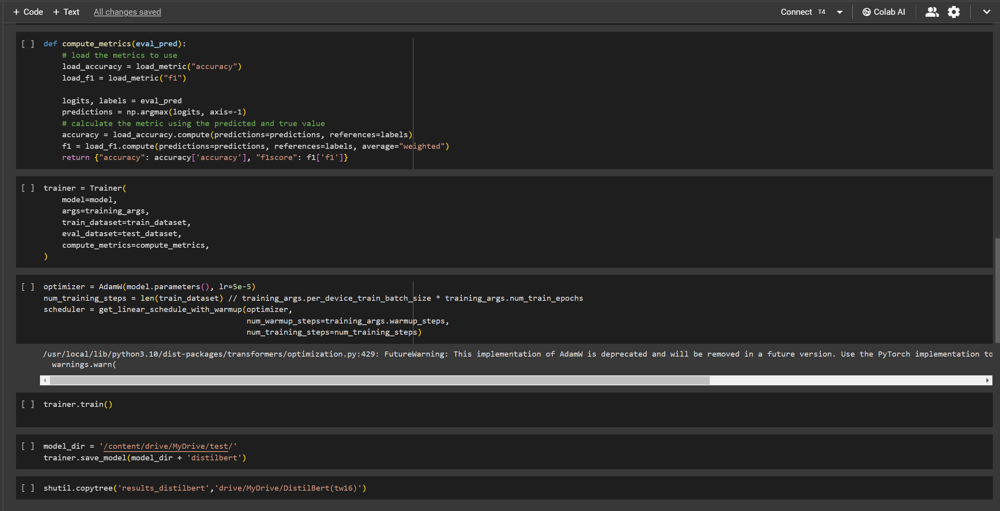 + Code + Text All changes saved Connect T4 Colab AI
[ ] def compute_metrics(eval_pred):
# load the metrics to use
load_accuracy = load_metric("accuracy")
load_f1 = load_metric("f1")
logits, labels = eval_pred
predictions = np.argmax(logits, axis=-1)
# calculate the metric using the predicted and true value
accuracy = load_accuracy.compute(predictions=predictions, references=labels)
f1 = load_f1.compute(predictions=predictions, references=labels, average="weighted")
return {"accuracy": accuracy['accuracy'], "f1score": f1['f1']}
[ ] trainer = Trainer(
model=model,
args=training_args,
train_dataset=train_dataset,
eval_dataset=test_dataset,
compute_metrics=compute_metrics,
)
[ ] optimizer = AdamW(model.parameters(), lr=5e-5)
num_training_steps = len(train_dataset) // training_args.per_device_train_batch_size * training_args.num_train_epochs
scheduler = get_linear_schedule_with_warmup(optimizer,
num_warmup_steps=training_args.warmup_steps,
num_training_steps=num_training_steps)
/usr/local/lib/python3.10/dist-packages/transformers/optimization.py:429: FutureWarning: This implementation of AdamW is deprecated and will be removed in a future version. Use the PyTorch implementation to
warnings.warn(
[ ] trainer.train()
[ ] model_dir = '/content/drive/MyDrive/test/'
trainer.save_model(model_dir + 'distilbert')
[ ] shutil.copytree('results_distilbert','drive/MyDrive/DistilBert(tw16)')